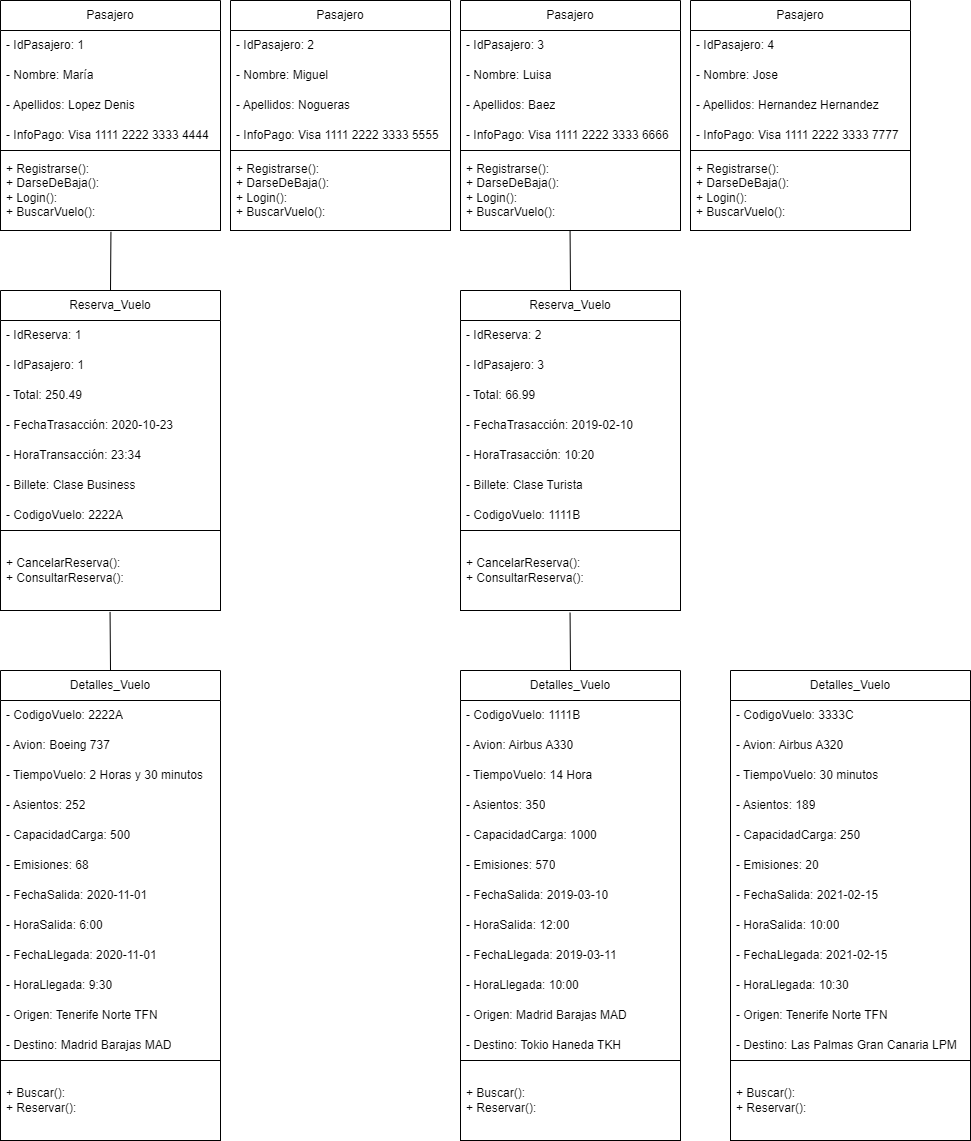 Pasajero
- IdPasajero: 1
- Nombre: María
- Apellidos: Lopez Denis
- InfoPago: Visa 1111 2222 3333 4444
+ Registrarse():
+ DarseDeBaja():
+ Login():
+ BuscarVuelo():
Pasajero
- IdPasajero: 2
- Nombre: Miguel
- Apellidos: Nogueras
- InfoPago: Visa 1111 2222 3333 5555
+ Registrarse():
+ DarseDeBaja():
+ Login():
+ BuscarVuelo():
Pasajero
- IdPasajero: 3
- Nombre: Luisa
- Apellidos: Baez
- InfoPago: Visa 1111 2222 3333 6666
+ Registrarse():
+ DarseDeBaja():
+ Login():
+ BuscarVuelo():
Pasajero
- IdPasajero: 4
- Nombre: Jose
- Apellidos: Hernandez Hernandez
- InfoPago: Visa 1111 2222 3333 7777
+ Registrarse():
+ DarseDeBaja():
+ Login():
+ BuscarVuelo():
Reserva_Vuelo
- IdReserva: 1
- IdPasajero: 1
- Total: 250.49
- FechaTrasacción: 2020-10-23
- HoraTransacción: 23:34
- Billete: Clase Business
- CodigoVuelo: 2222A
+ CancelarReserva():
+ ConsultarReserva():
Reserva_Vuelo
- IdReserva: 2
- IdPasajero: 3
- Total: 66.99
- FechaTrasacción: 2019-02-10
- HoraTrasacción: 10:20
- Billete: Clase Turista
- CodigoVuelo: 1111B
+ CancelarReserva():
+ ConsultarReserva():
Detalles_Vuelo
- CodigoVuelo: 2222A
- Avion: Boeing 737
- TiempoVuelo: 2 Horas y 30 minutos
- Asientos: 252
- CapacidadCarga: 500
- Emisiones: 68
- FechaSalida: 2020-11-01
- HoraSalida: 6:00
- FechaLlegada: 2020-11-01
- HoraLlegada: 9:30
- Origen: Tenerife Norte TFN
- Destino: Madrid Barajas MAD
+ Buscar():
+ Reservar():
Detalles_Vuelo
- CodigoVuelo: 1111B
- Avion: Airbus A330
- TiempoVuelo: 14 Hora
- Asientos: 350
- CapacidadCarga: 1000
- Emisiones: 570
- FechaSalida: 2019-03-10
- HoraSalida: 12:00
- FechaLlegada: 2019-03-11
- HoraLlegada: 10:00
- Origen: Madrid Barajas MAD
- Destino: Tokio Haneda TKH
+ Buscar():
+ Reservar():
Detalles_Vuelo
- CodigoVuelo: 3333C
- Avion: Airbus A320
- TiempoVuelo: 30 minutos
- Asientos: 189
- CapacidadCarga: 250
- Emisiones: 20
- FechaSalida: 2021-02-15
- HoraSalida: 10:00
- FechaLlegada: 2021-02-15
- HoraLlegada: 10:30
- Origen: Tenerife Norte TFN
- Destino: Las Palmas Gran Canaria LPM
+ Buscar():
+ Reservar():